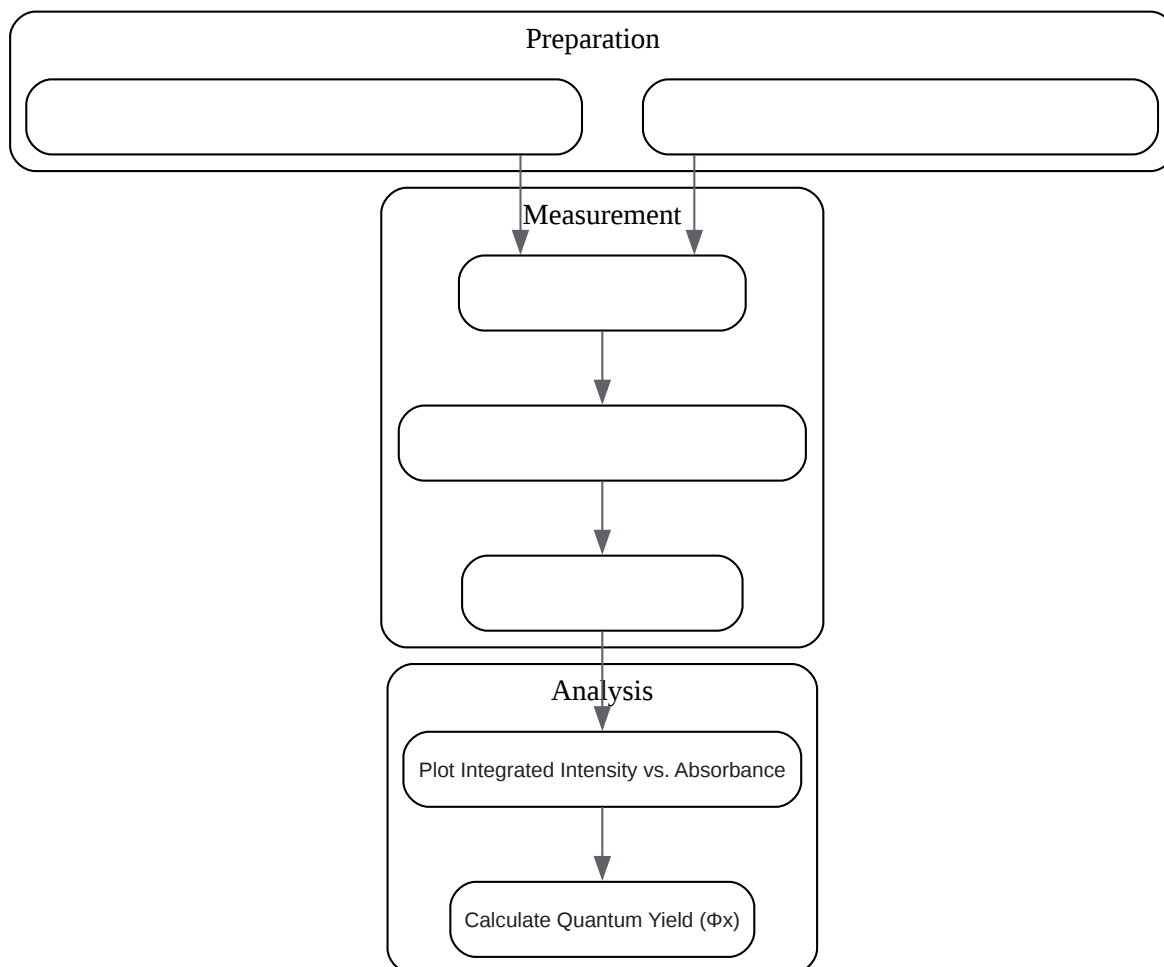 Preparation
Measurement
Analysis
Plot Integrated Intensity vs. Absorbance
Calculate Quantum Yield (Φx)